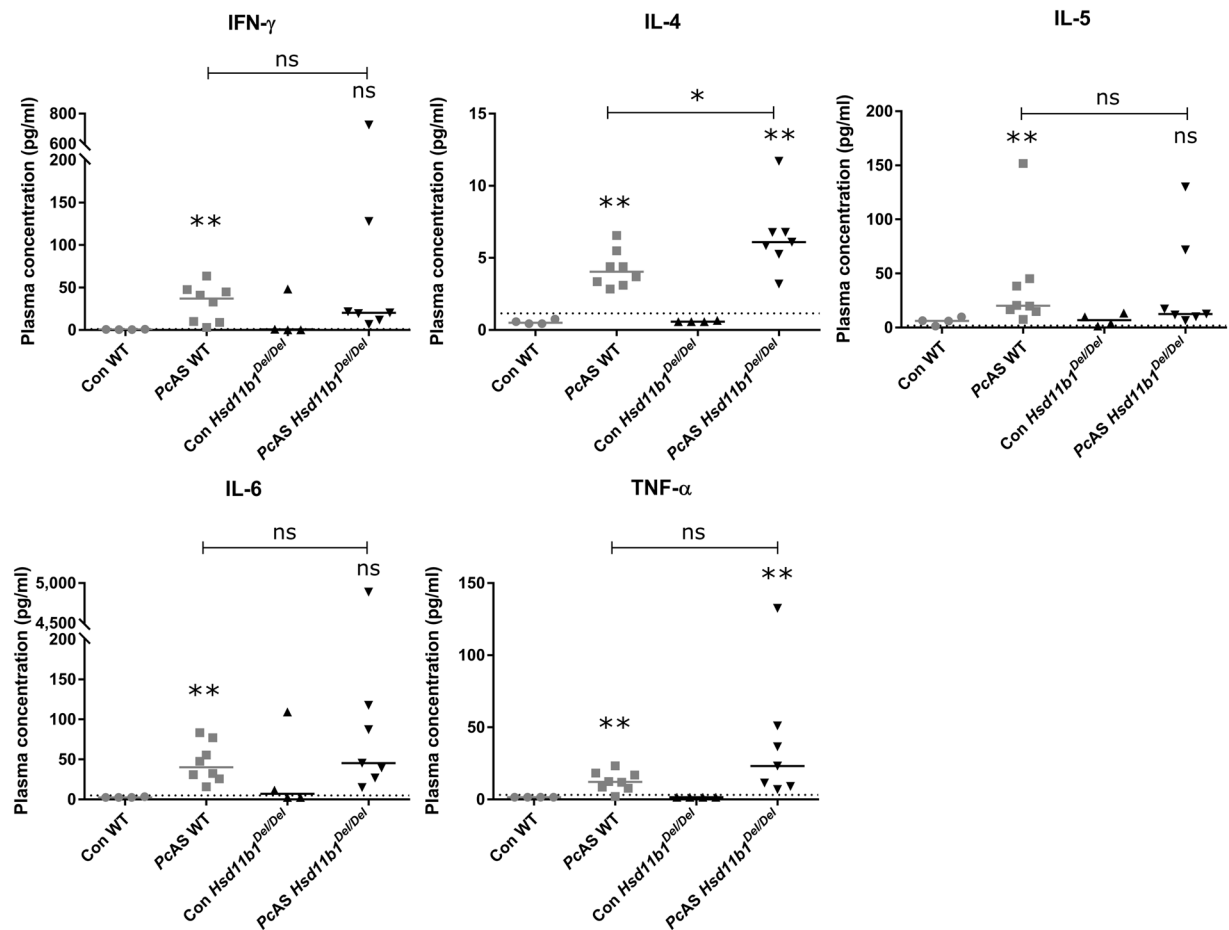 IFN-γ
ns
ns
**
Plasma concentration (pg/ml)
800
600
200
150
100
50
0
Con WT
PcAS WT
Con Hsd11b1Del/Del
PcAS Hsd11b1Del/Del
IL-4
*
**
**
Plasma concentration (pg/ml)
15
10
5
0
Con WT
PcAS WT
Con Hsd11b1Del/Del
PcAS Hsd11b1Del/Del
IL-5
ns
**
ns
Plasma concentration (pg/ml)
200
150
100
50
0
Con WT
PcAS WT
Con Hsd11b1Del/Del
PcAS Hsd11b1Del/Del
IL-6
ns
ns
**
Plasma concentration (pg/ml)
5,000
4,500
200
150
100
50
0
Con WT
PcAS WT
Con Hsd11b1Del/Del
PcAS Hsd11b1Del/Del
TNF-α
ns
**
**
Plasma concentration (pg/ml)
150
100
50
0
Con WT
PcAS WT
Con Hsd11b1Del/Del
PcAS Hsd11b1Del/Del